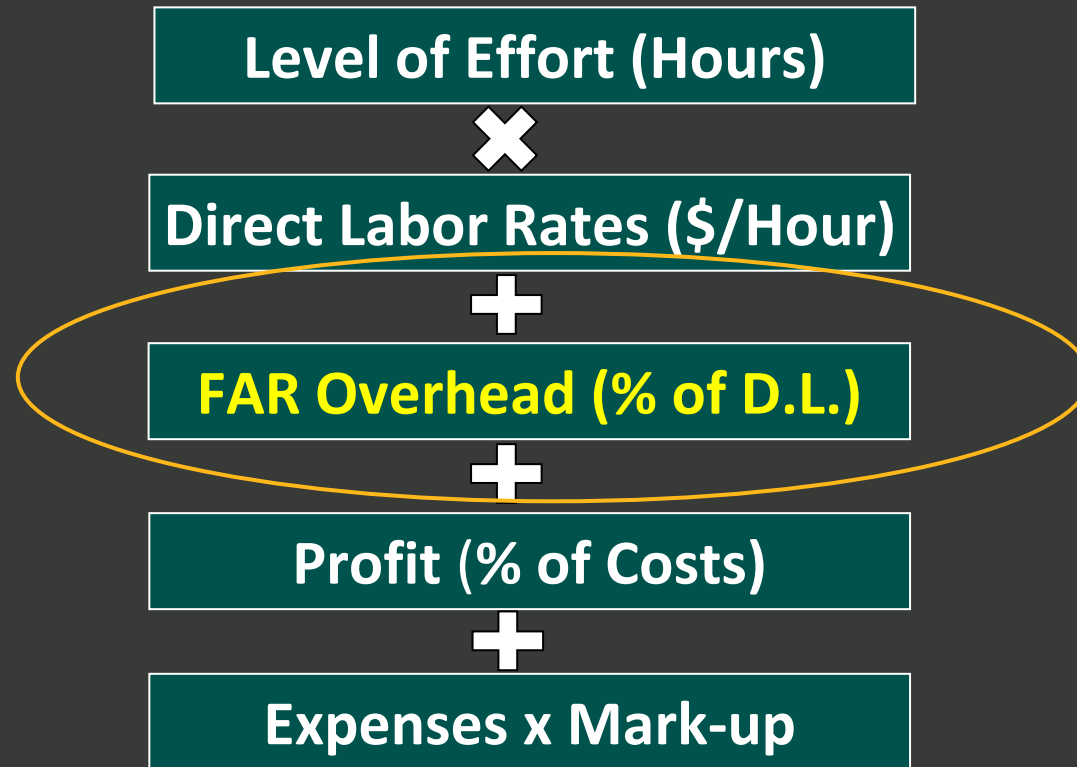 Level of Effort (Hours)
Direct Labor Rates ($/Hour)
FAR Overhead (% of D.L.)
Profit (% of Costs)
Expenses x Mark-up